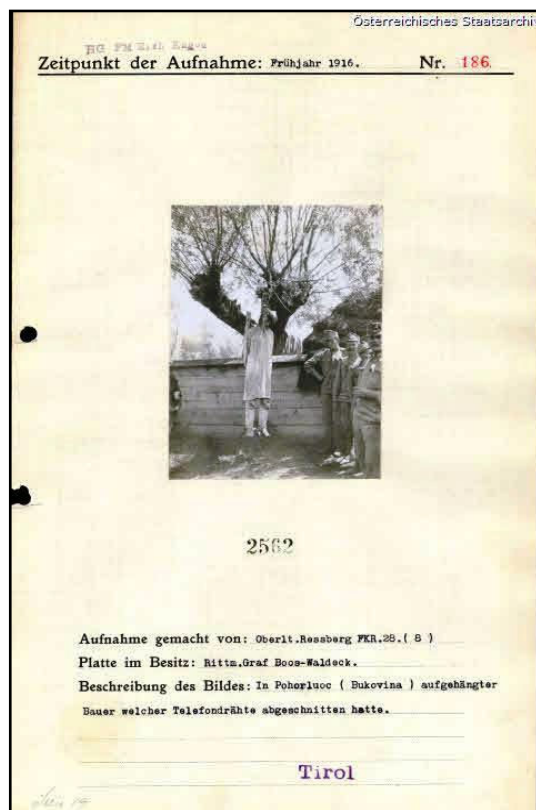 Österreichisches Staatsarchiv
Zeitpunkt der Aufnahme: Frühjahr 1916. Nr. 186.
2562
Aufnahme gemacht von: Oberlt.Ressberg FKR.28.( 8 )
Platte im Besitz: Rittm.Graf Boos-Waldeck.
Beschreibung des Bildes: In Pohorluoc ( Bukovina ) aufgehängter
Bauer welcher Telefondrähte abgeschnitten hatte.
Tirol